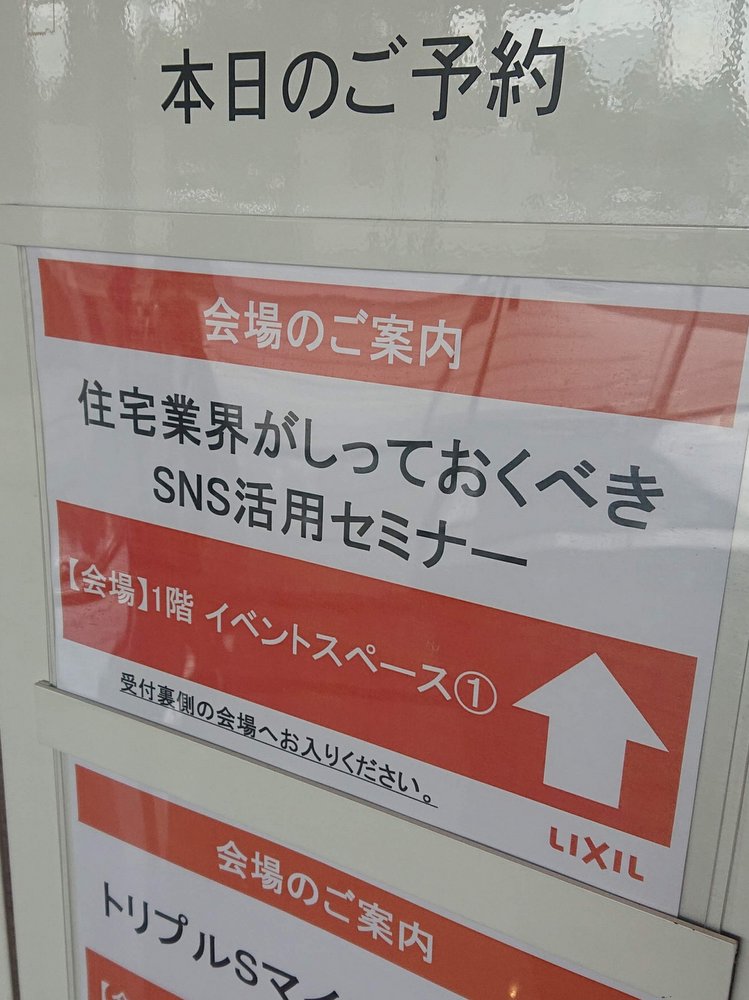 本日のご予約
会場のご案内
住宅業界がしっておくべき
SNS活用セミナー
【会場】1階 イベントスペース①
受付裏側の会場へお入りください。
LIXIL
会場のご案内
トリプルSマイ